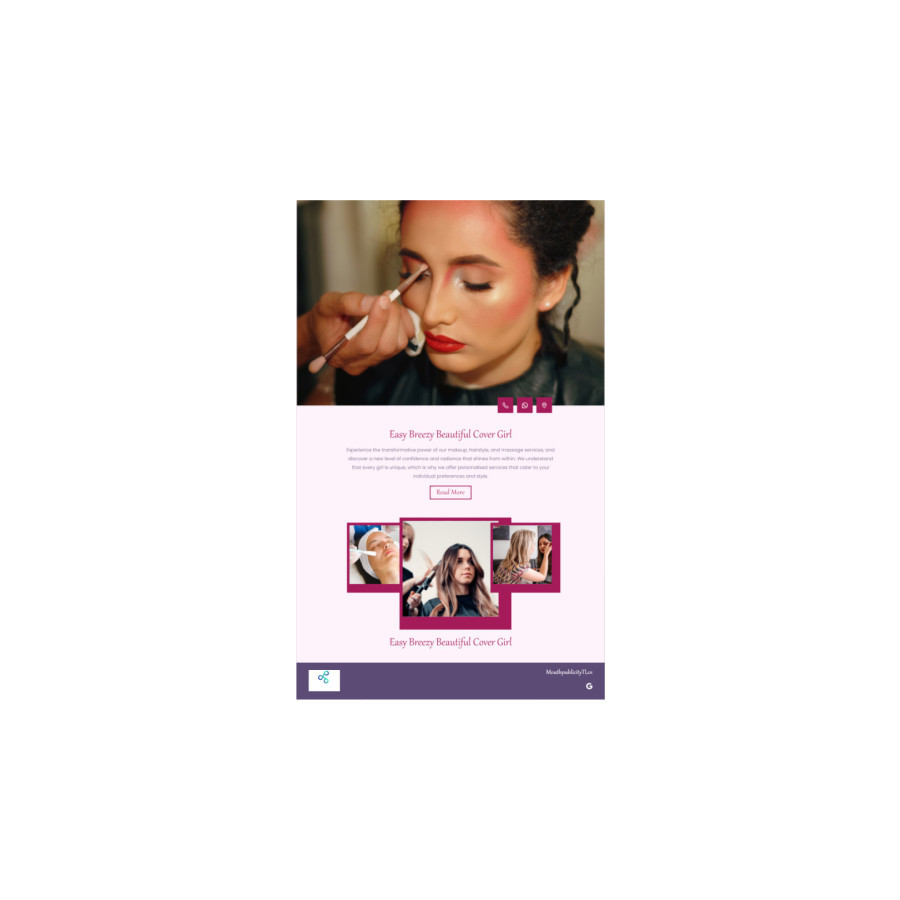 Easy Breezy Beautiful Cover Girl
Experience the transformative power of our makeup, hairstyle, and massage services, and
discover a new level of confidence and radiance that shines from within. We understand
that every girl is unique, which is why we offer personalised services that cater to your
individual preferences and style.
Read More
Easy Breezy Beautiful Cover Girl
MouthpublicityTLcs
G